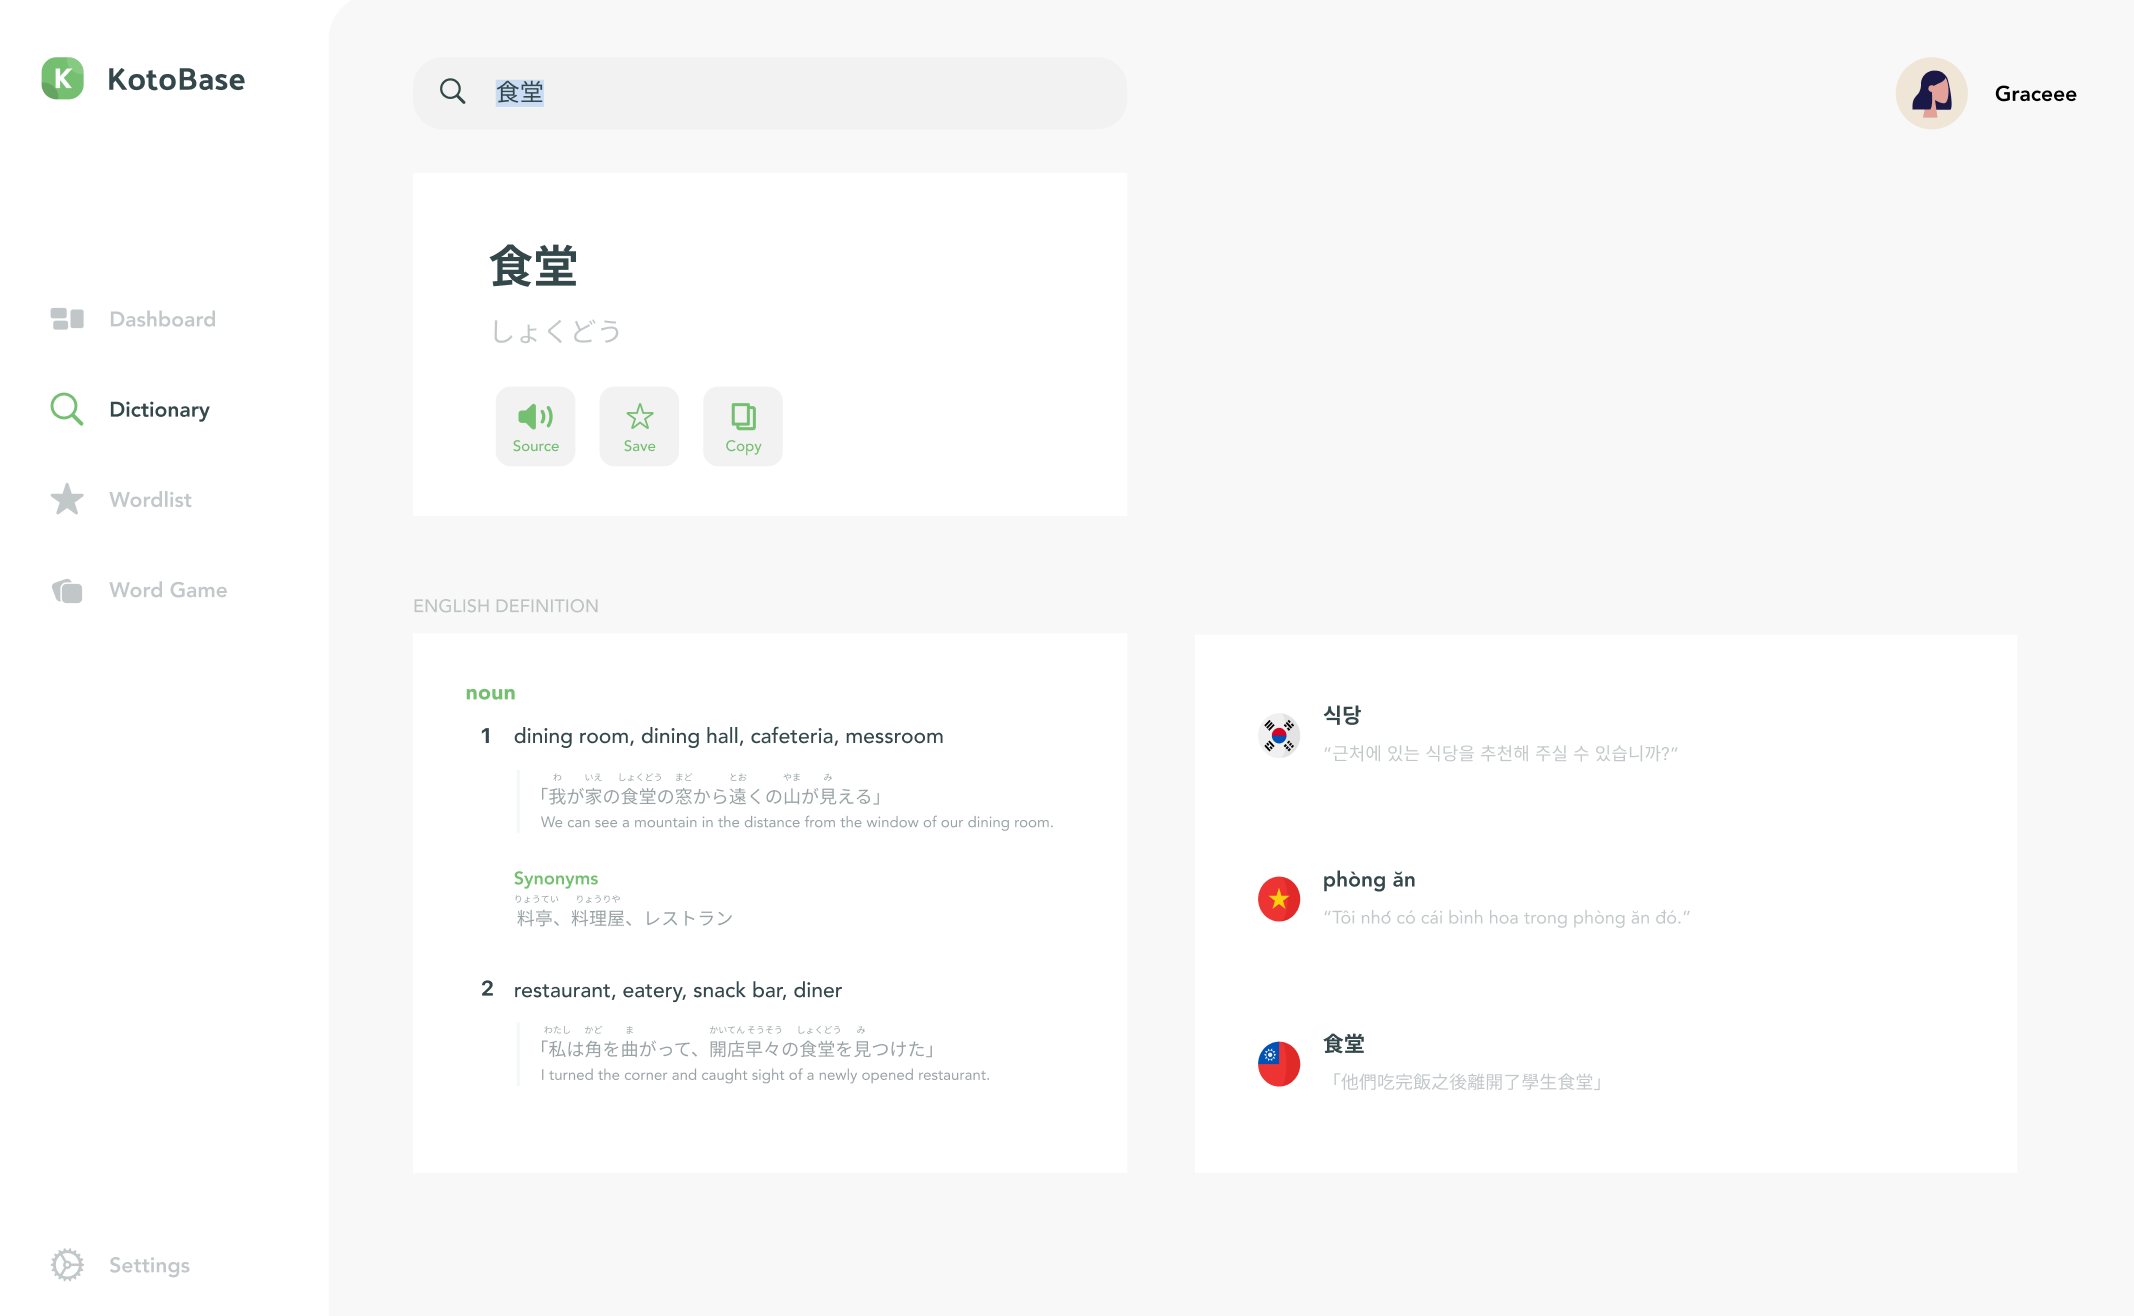 K KotoBase
食堂
Graceee
Dashboard
Dictionary
Wordlist
Word Game
Settings
食堂
しょくどう
Source
Save
Copy
ENGLISH DEFINITION
noun
1 dining room, dining hall, cafeteria, messroom
わ いえ しょくどう まど とお やま み
「我が家の食堂の窓から遠くの山が見える」
We can see a mountain in the distance from the window of our dining room.
Synonyms
りょうてい りょうりや
料亭、料理屋、レストラン
2 restaurant, eatery, snack bar, diner
わたし かど ま かいてんそうそう しょくどう み
「私は角を曲がって、開店早々の食堂を見つけた」
I turned the corner and caught sight of a newly opened restaurant.
식당
“근처에 있는 식당을 추천해 주실 수 있습니까?”
phòng ăn
“Tôi nhớ có cái bình hoa trong phòng ăn đó.”
食堂
「他們吃完飯之後離開了學生食堂」